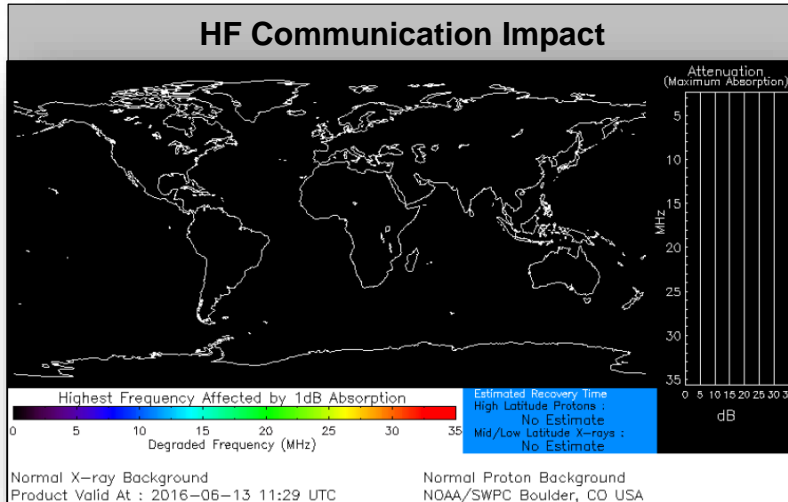 HF Communication Impact
Attenuation
(Maximum Absorption)
5
10
15
20
25
30
35
MHz
0 5 10 15 20 25 30 3
dB
Highest Frequency Affected by 1dB Absorption
0 5 10 15 20 25 30 35
Degraded Frequency (MHz)
Estimated Recovery Time
High Latitude Protons :
No Estimate
Mid/Low Latitude X-rays :
No Estimate
Normal X-ray Background
Product Valid At : 2016-06-13 11:29 UTC
Normal Proton Background
NOAA/SWPC Boulder, CO USA